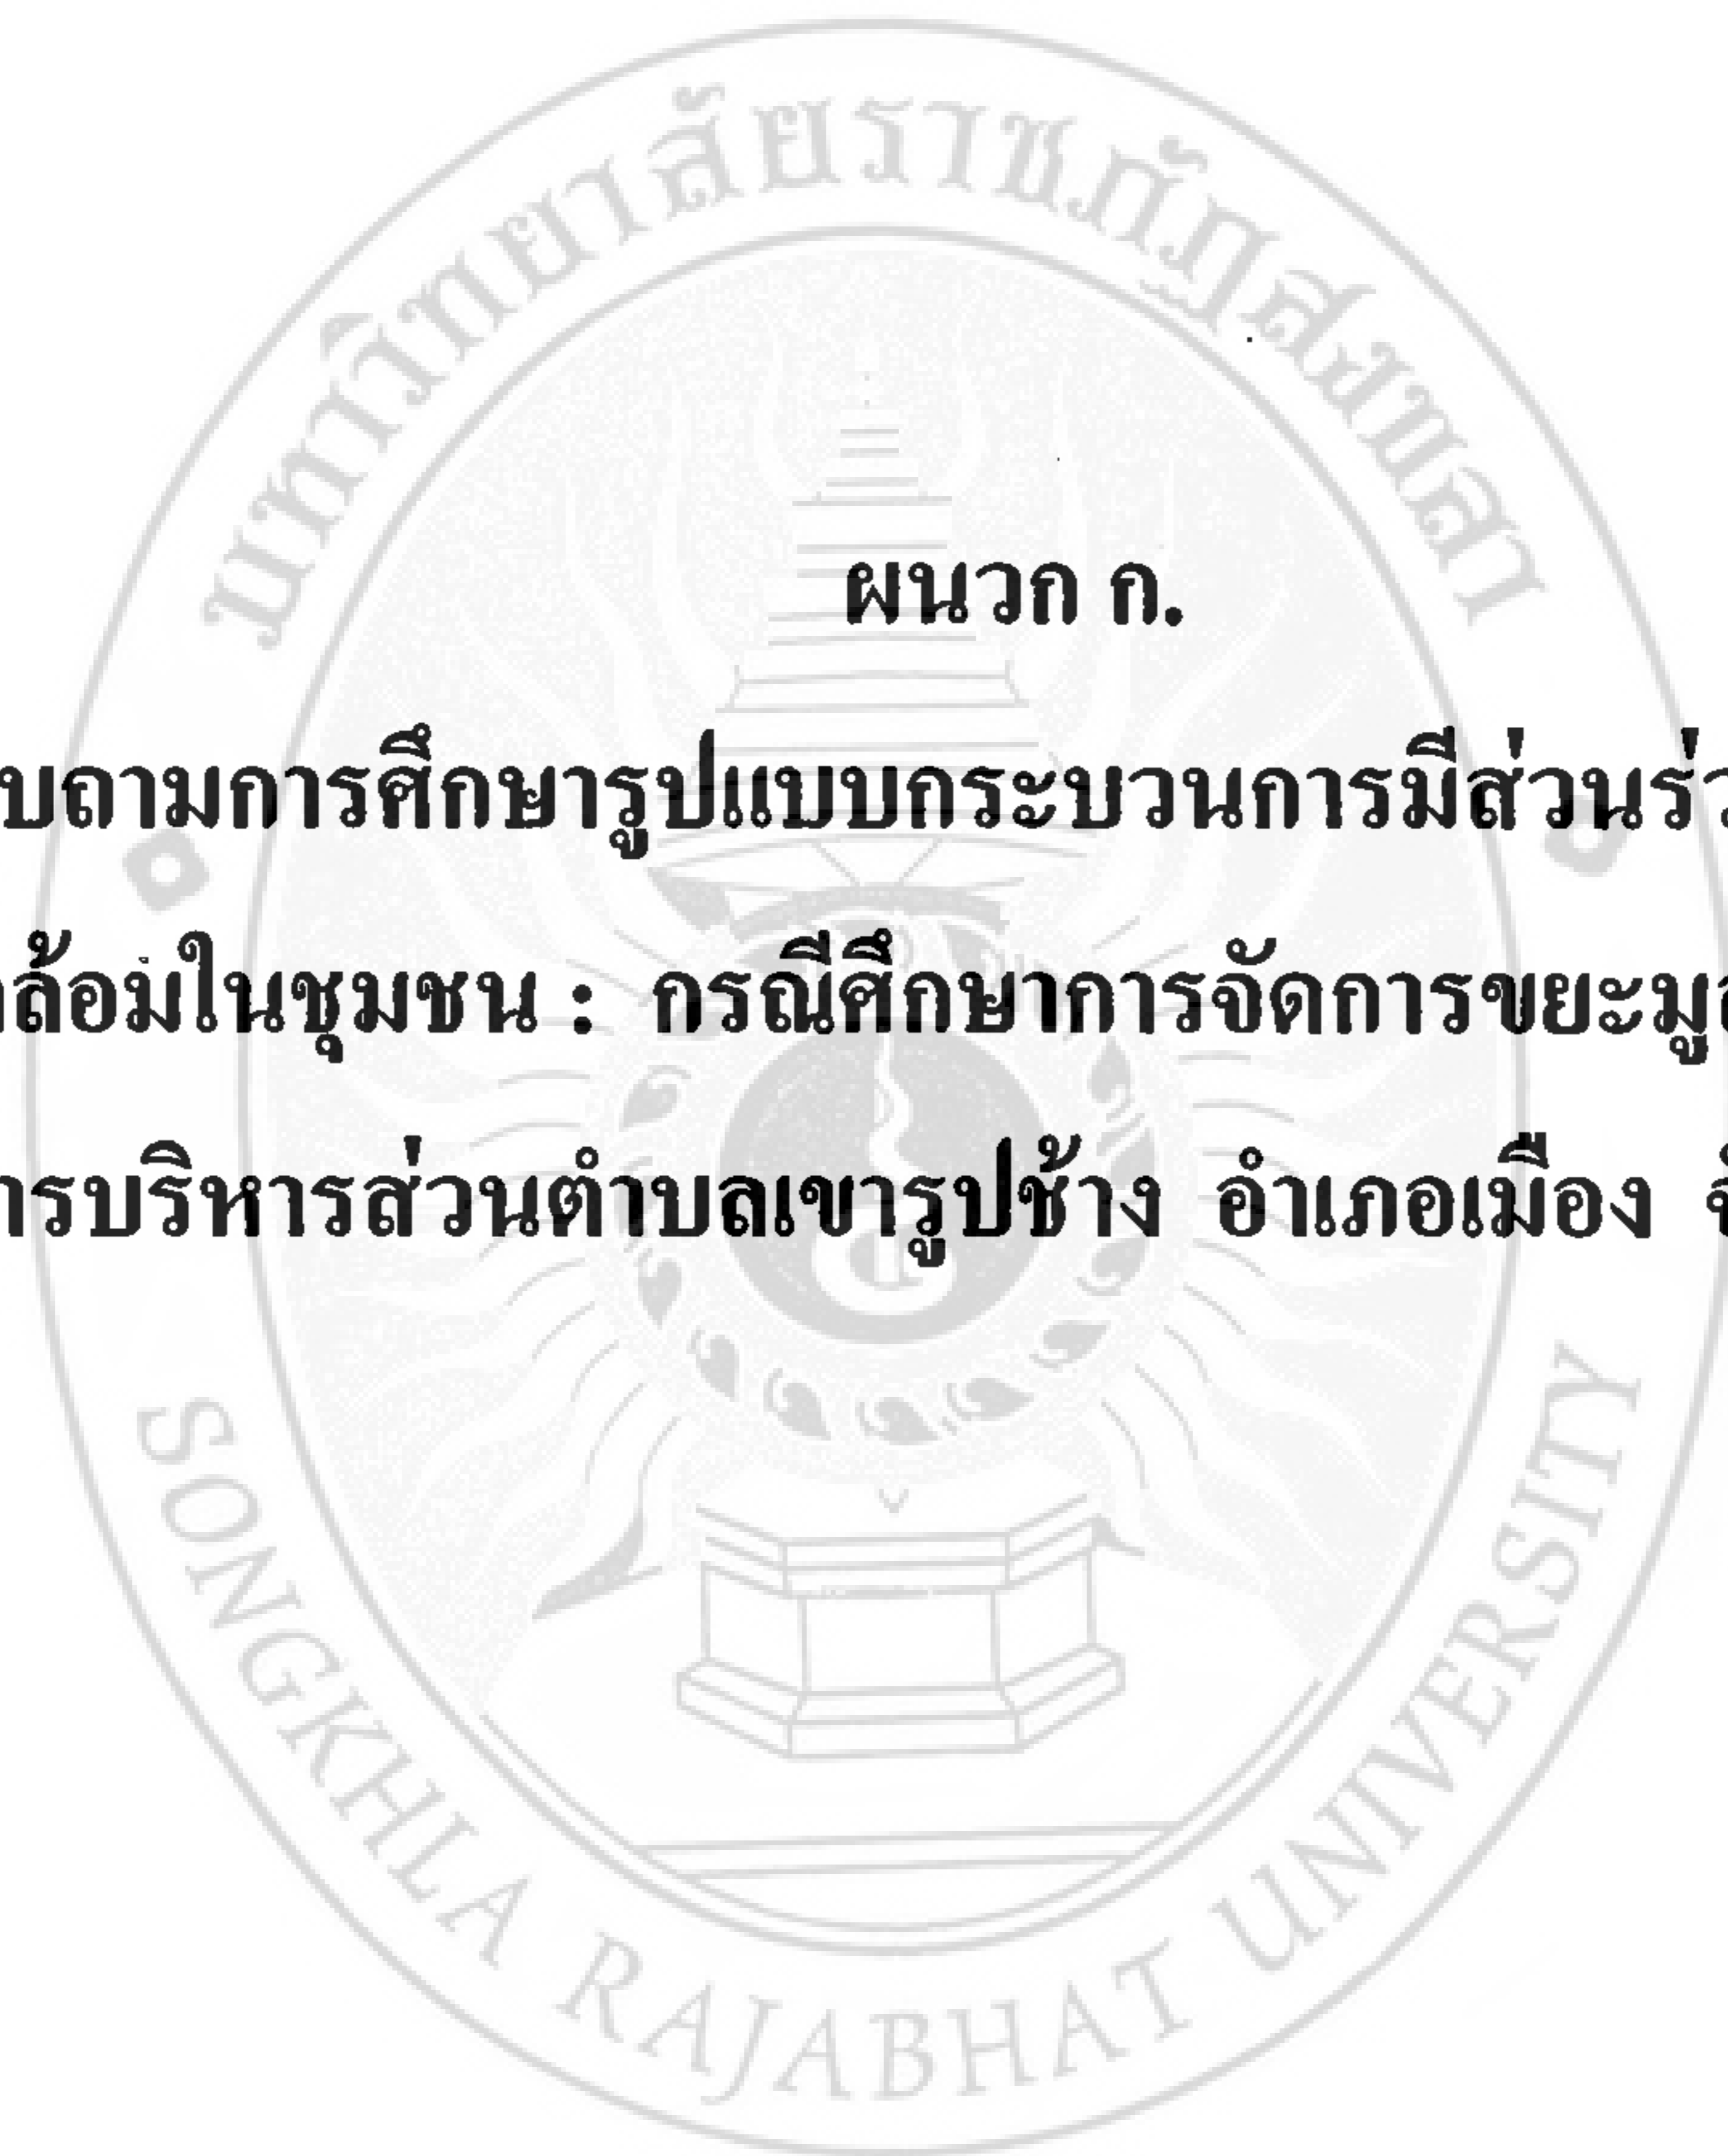 มหาวิทยาลัยราชภัฏสงขลา
ผนวก ก.
บถามการศึกษารูปแบบกระบวนการมีส่วนร่ว
ล้อมในชุมชน : กรณีศึกษาการจัดการขยะมู
ารบริหารส่วนตำบลเขารูปช้าง อำเภอเมือง
SONGKHLA RAJABHAT UNIVERSITY